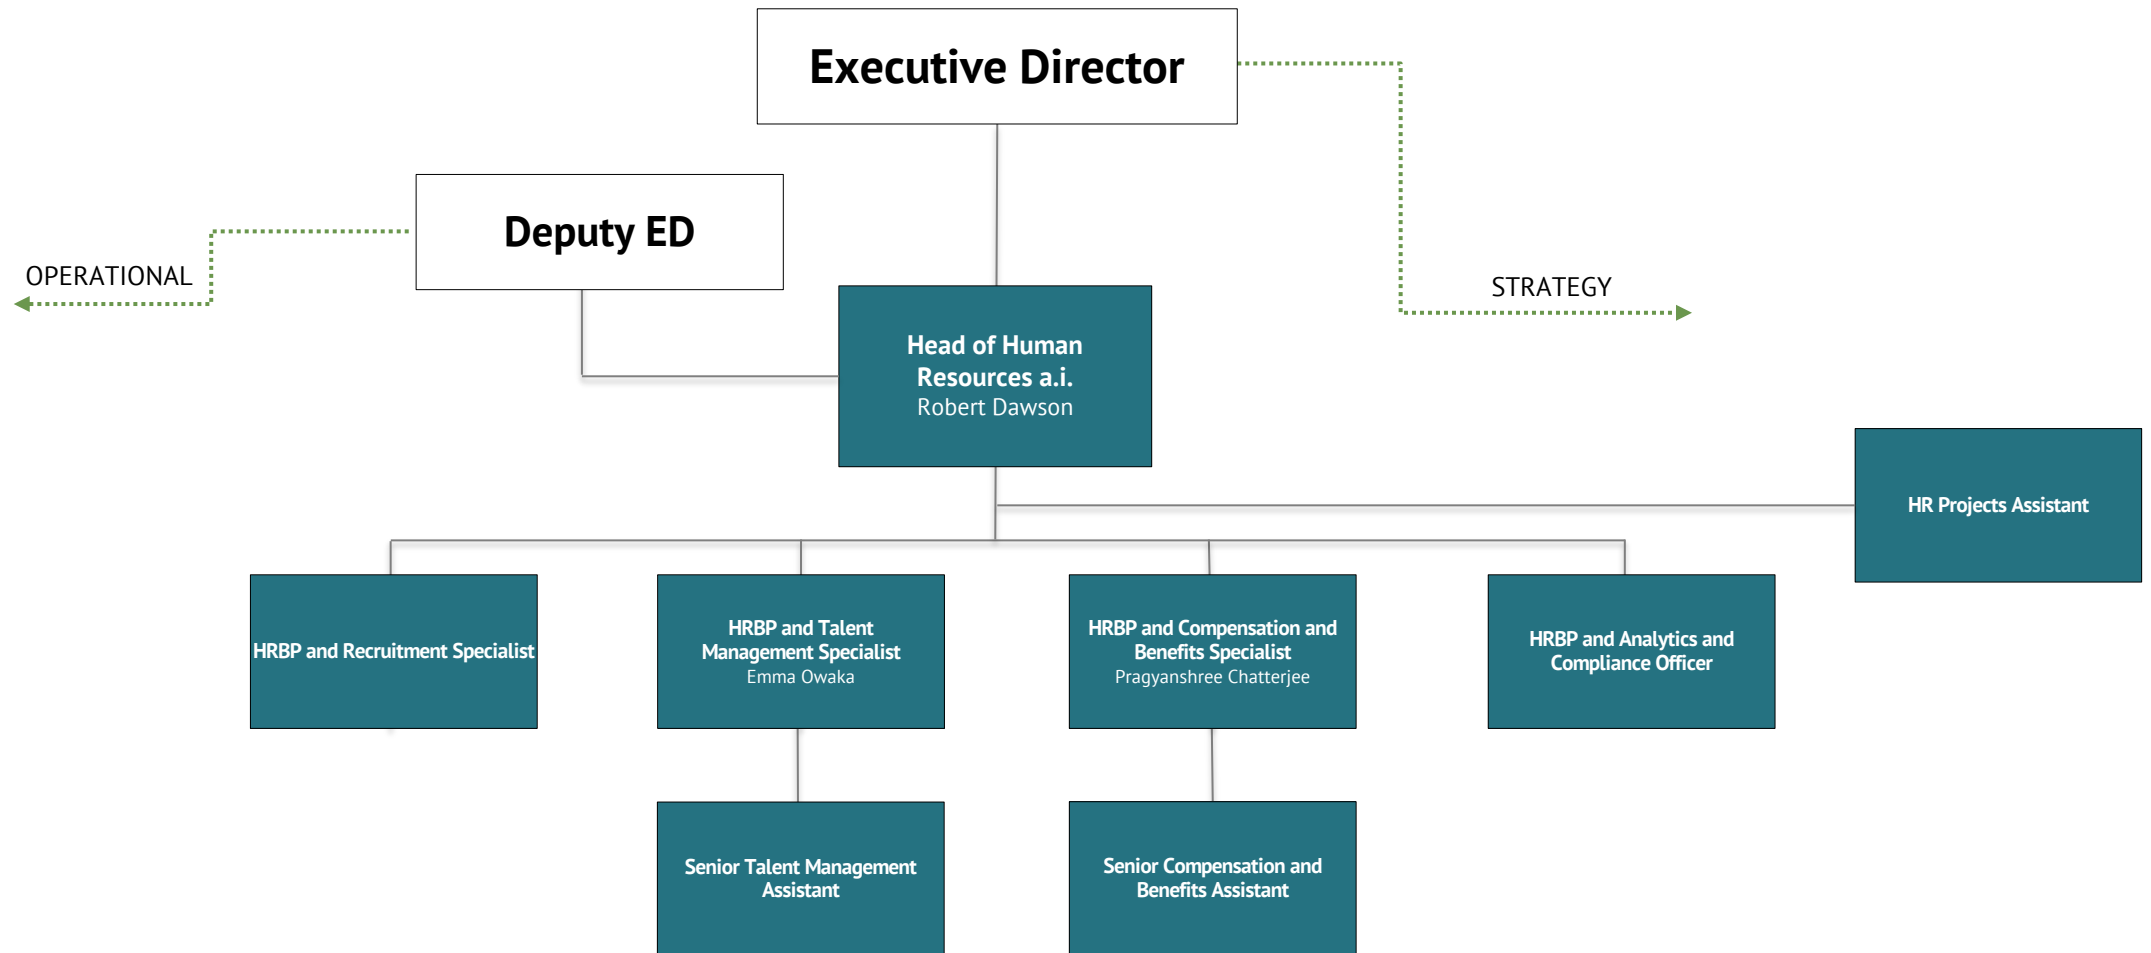 Executive Director
Deputy ED
OPERATIONAL
STRATEGY
Head of Human
Resources a.i.
Robert Dawson
HR Projects Assistant
HRBP and Recruitment Specialist
HRBP and Talent
Management Specialist
Emma Owaka
HRBP and Compensation and
Benefits Specialist
Pragyanshree Chatterjee
HRBP and Analytics and
Compliance Officer
Senior Talent Management
Assistant
Senior Compensation and
Benefits Assistant